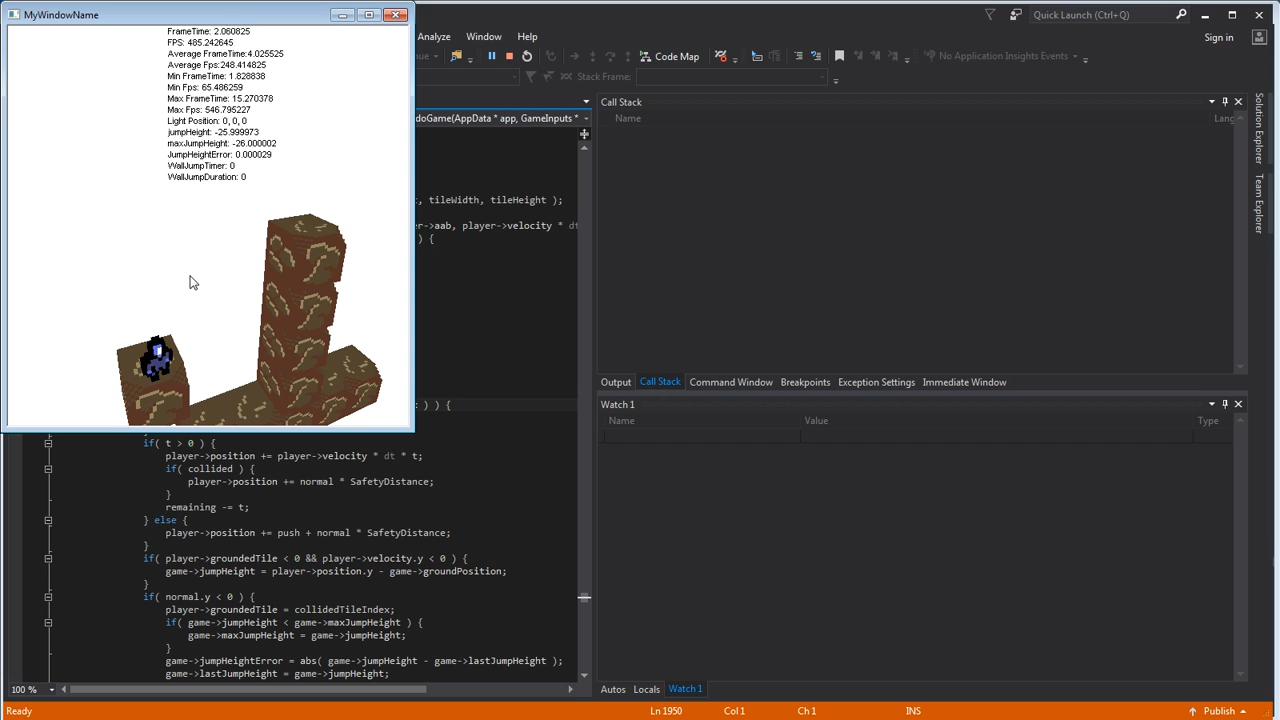 MyWindowName
FrameTime: 2.060825
FPS: 485.242645
Average FrameTime:4.025525
Average Fps:248.414825
Min FrameTime: 1.828838
Min Fps: 65.486259
Max FrameTime: 15.270378
Max Fps: 546.795227
Light Position: 0, 0, 0
jumpHeight: -25.999973
maxJumpHeight: -26.000002
JumpHeightError: 0.000029
WallJumpTimer: 0
WallJumpDuration: 0
Quick Launch (Ctrl+Q)
Analyze Window Help
Sign in
Code Map
No Application Insights Events
Stack Frame:
doGame(AppData * app, GameInputs *
, tileWidth, tileHeight );
->aab, player->velocity * dt
) {
: ) ) {
if( t > 0 ) {
player->position += player->velocity * dt * t;
if( collided ) {
player->position += normal * SafetyDistance;
}
remaining -= t;
} else {
player->position += push + normal * SafetyDistance;
}
if( player->groundedTile < 0 && player->velocity.y < 0 ) {
game->jumpHeight = player->position.y - game->groundPosition;
}
if( normal.y < 0 ) {
player->groundedTile = collidedTileIndex;
if( game->jumpHeight < game->maxJumpHeight ) {
game->maxJumpHeight = game->jumpHeight;
}
game->jumpHeightError = abs( game->jumpHeight - game->lastJumpHeight );
game->lastJumpHeight = game->jumpHeight;
100 %
Call Stack
Name Lang
Output Call Stack Command Window Breakpoints Exception Settings Immediate Window
Watch 1
Name Value Type
Autos Locals Watch 1
Solution Explorer
Team Explorer
Ready Ln 1950 Col 1 Ch 1 INS Publish